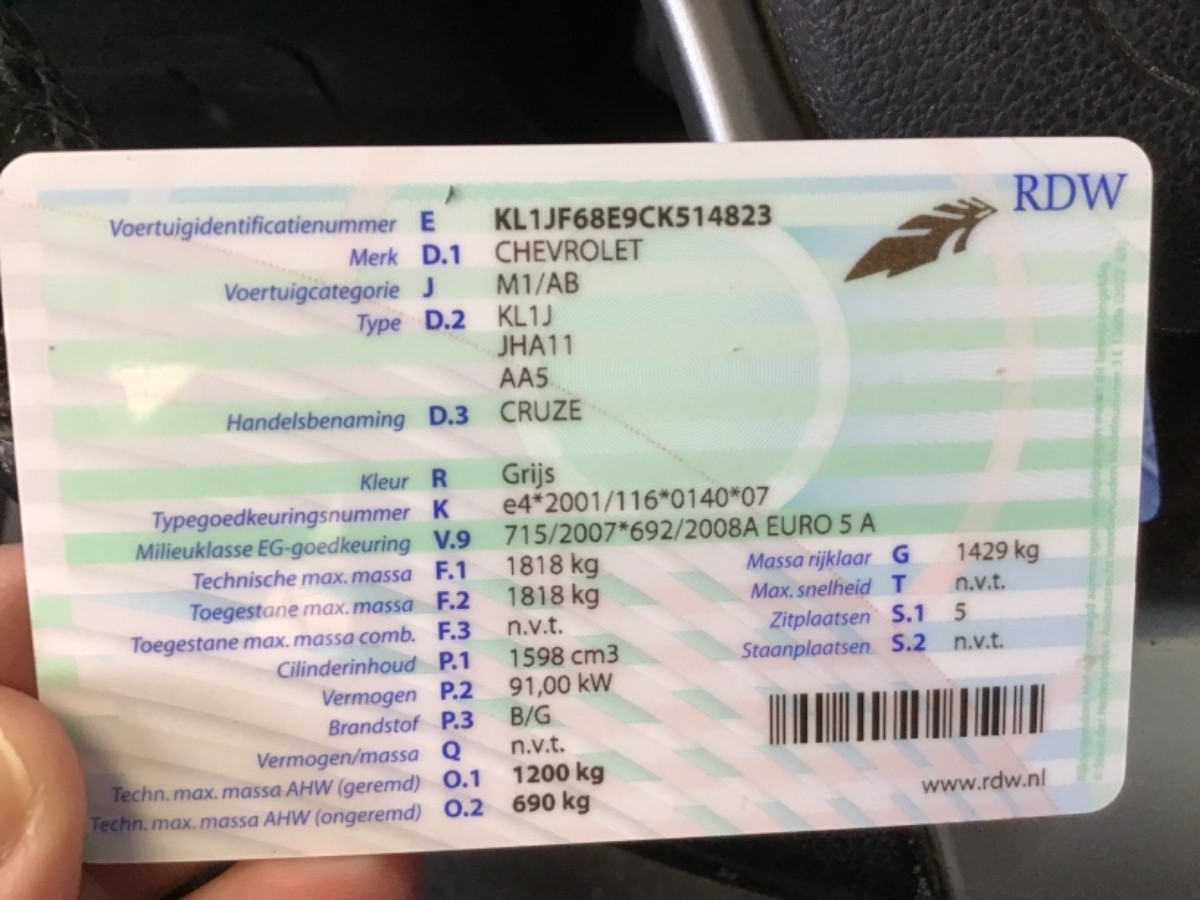 RDW
Voertuigidentificatienummer E KL1JF68E9CK514823
Merk D.1 CHEVROLET
Voertuigcategorie J M1/AB
Type D.2 KL1J
JHA11
AA5
Handelsbenaming D.3 CRUZE
Kleur R Grijs
Typegoedkeuringsnummer K e4*2001/116*0140*07
Milieuklasse EG-goedkeuring V.9 715/2007*692/2008A EURO 5 A
Technische max. massa F.1 1818 kg
Toegestane max. massa F.2 1818 kg
Toegestane max. massa comb. F.3 n.v.t.
Cilinderinhoud P.1 1598 cm3
Vermogen P.2 91,00 kW
Brandstof P.3 B/G
Vermogen/massa Q n.v.t.
Techn. max. massa AHW (geremd) O.1 1200 kg
Techn. max. massa AHW (ongeremd) O.2 690 kg
Massa rijklaar G 1429 kg
Max. snelheid T n.v.t.
Zitplaatsen S.1 5
Staanplaatsen S.2 n.v.t.
www.rdw.nl